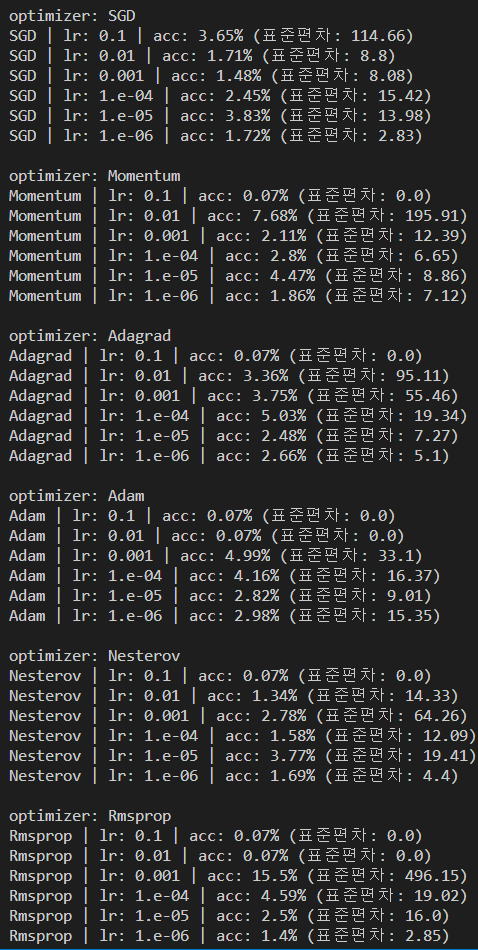 optimizer: SGD
SGD | lr: 0.1 | acc: 3.65% (표준편차: 114.66)
SGD | lr: 0.01 | acc: 1.71% (표준편차: 8.8)
SGD | lr: 0.001 | acc: 1.48% (표준편차: 8.08)
SGD | lr: 1.e-04 | acc: 2.45% (표준편차: 15.42)
SGD | lr: 1.e-05 | acc: 3.83% (표준편차: 13.98)
SGD | lr: 1.e-06 | acc: 1.72% (표준편차: 2.83)

optimizer: Momentum
Momentum | lr: 0.1 | acc: 0.07% (표준편차: 0.0)
Momentum | lr: 0.01 | acc: 7.68% (표준편차: 195.91)
Momentum | lr: 0.001 | acc: 2.11% (표준편차: 12.39)
Momentum | lr: 1.e-04 | acc: 2.8% (표준편차: 6.65)
Momentum | lr: 1.e-05 | acc: 4.47% (표준편차: 8.86)
Momentum | lr: 1.e-06 | acc: 1.86% (표준편차: 7.12)

optimizer: Adagrad
Adagrad | lr: 0.1 | acc: 0.07% (표준편차: 0.0)
Adagrad | lr: 0.01 | acc: 3.36% (표준편차: 95.11)
Adagrad | lr: 0.001 | acc: 3.75% (표준편차: 55.46)
Adagrad | lr: 1.e-04 | acc: 5.03% (표준편차: 19.34)
Adagrad | lr: 1.e-05 | acc: 2.48% (표준편차: 7.27)
Adagrad | lr: 1.e-06 | acc: 2.66% (표준편차: 5.1)

optimizer: Adam
Adam | lr: 0.1 | acc: 0.07% (표준편차: 0.0)
Adam | lr: 0.01 | acc: 0.07% (표준편차: 0.0)
Adam | lr: 0.001 | acc: 4.99% (표준편차: 33.1)
Adam | lr: 1.e-04 | acc: 4.16% (표준편차: 16.37)
Adam | lr: 1.e-05 | acc: 2.82% (표준편차: 9.01)
Adam | lr: 1.e-06 | acc: 2.98% (표준편차: 15.35)

optimizer: Nesterov
Nesterov | lr: 0.1 | acc: 0.07% (표준편차: 0.0)
Nesterov | lr: 0.01 | acc: 1.34% (표준편차: 14.33)
Nesterov | lr: 0.001 | acc: 2.78% (표준편차: 64.26)
Nesterov | lr: 1.e-04 | acc: 1.58% (표준편차: 12.09)
Nesterov | lr: 1.e-05 | acc: 3.77% (표준편차: 19.41)
Nesterov | lr: 1.e-06 | acc: 1.69% (표준편차: 4.4)

optimizer: Rmsprop
Rmsprop | lr: 0.1 | acc: 0.07% (표준편차: 0.0)
Rmsprop | lr: 0.01 | acc: 0.07% (표준편차: 0.0)
Rmsprop | lr: 0.001 | acc: 15.5% (표준편차: 496.15)
Rmsprop | lr: 1.e-04 | acc: 4.59% (표준편차: 19.02)
Rmsprop | lr: 1.e-05 | acc: 2.5% (표준편차: 16.0)
Rmsprop | lr: 1.e-06 | acc: 1.4% (표준편차: 2.85)